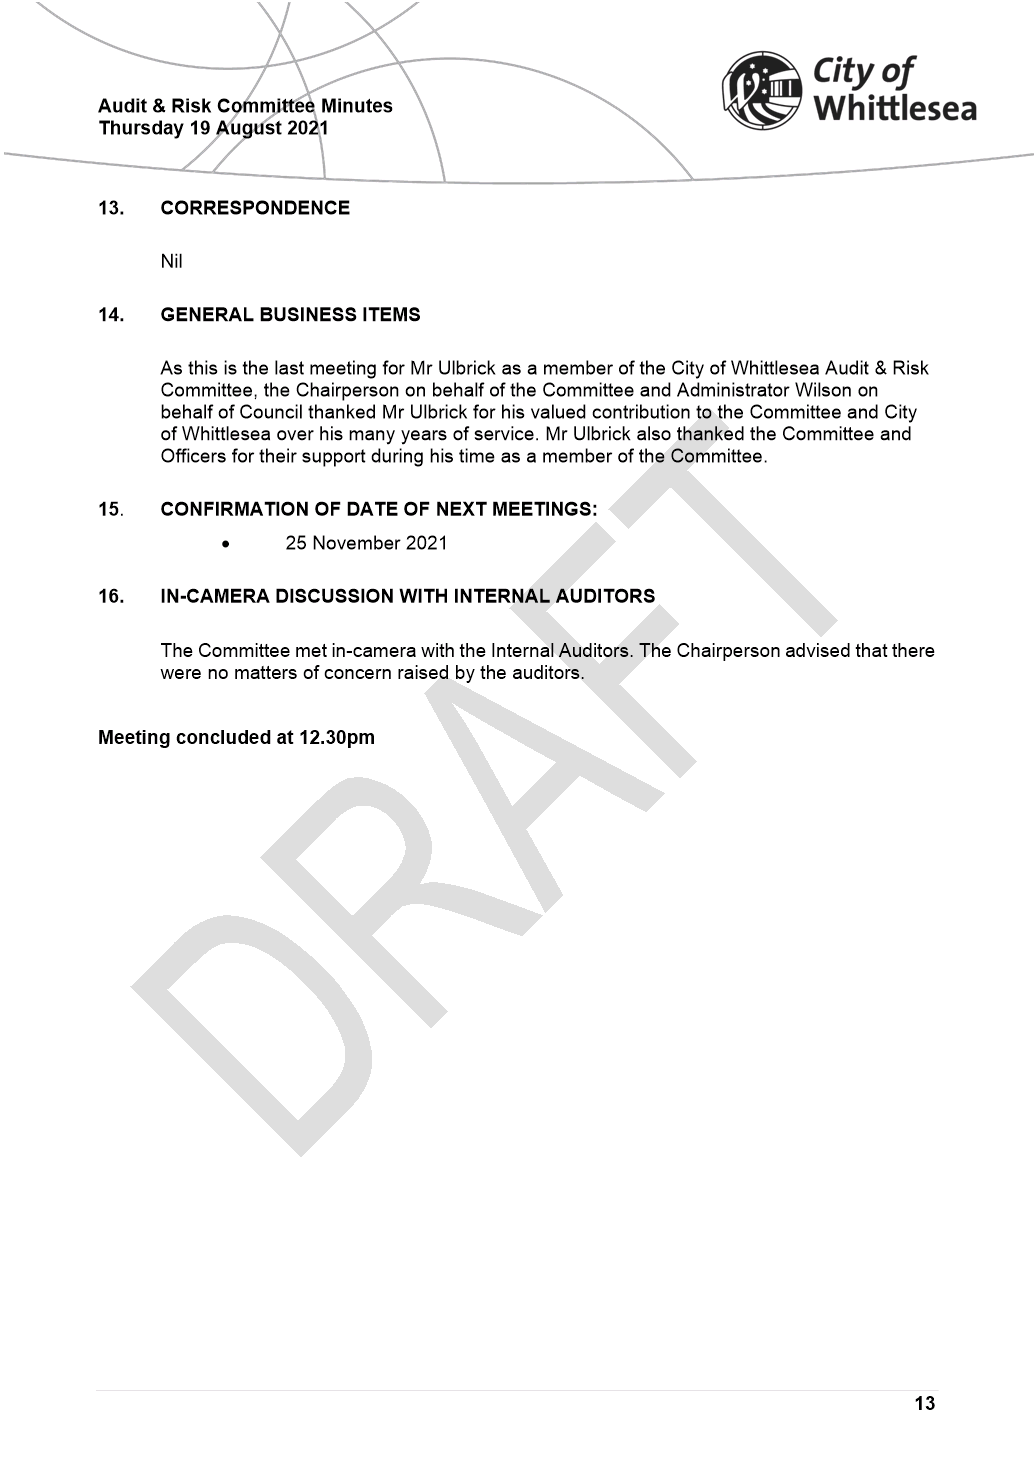 Audit & Risk Committee Minutes
Thursday 19 August 2021
City of
Whittlesea
13. CORRESPONDENCE
Nil
14. GENERAL BUSINESS ITEMS
As this is the last meeting for Mr Ulbrick as a member of the City of Whittlesea Audit & Risk
Committee, the Chairperson on behalf of the Committee and Administrator Wilson on
behalf of Council thanked Mr Ulbrick for his valued contribution to the Committee and City
of Whittlesea over his many years of service. Mr Ulbrick also thanked the Committee and
Officers for their support during his time as a member of the Committee.
15. CONFIRMATION OF DATE OF NEXT MEETINGS:
• 25 November 2021
16. IN-CAMERA DISCUSSION WITH INTERNAL AUDITORS
The Committee met in-camera with the Internal Auditors. The Chairperson advised that there
were no matters of concern raised by the auditors.
Meeting concluded at 12.30pm
DRAFT
13